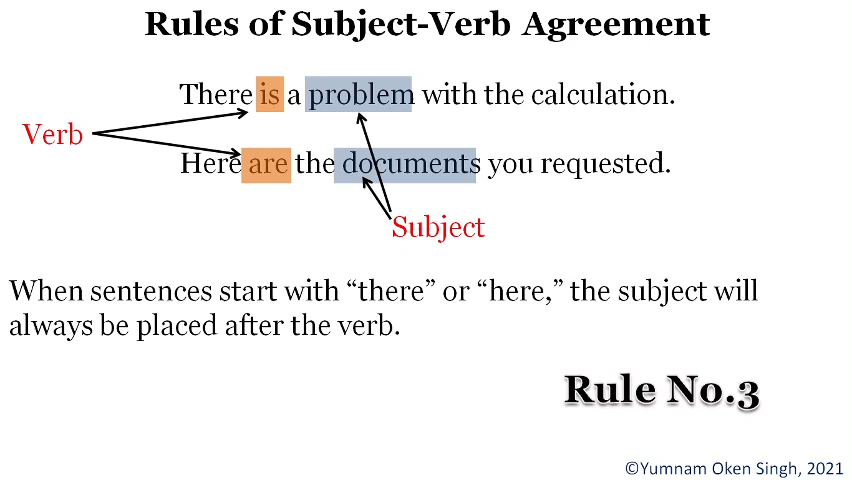 Rules of Subject-Verb Agreement
There is a problem with the calculation.
Verb
Here are the documents you requested.
Subject
When sentences start with “there” or “here,” the subject will
always be placed after the verb.
Rule No.3
©Yumnam Oken Singh, 2021